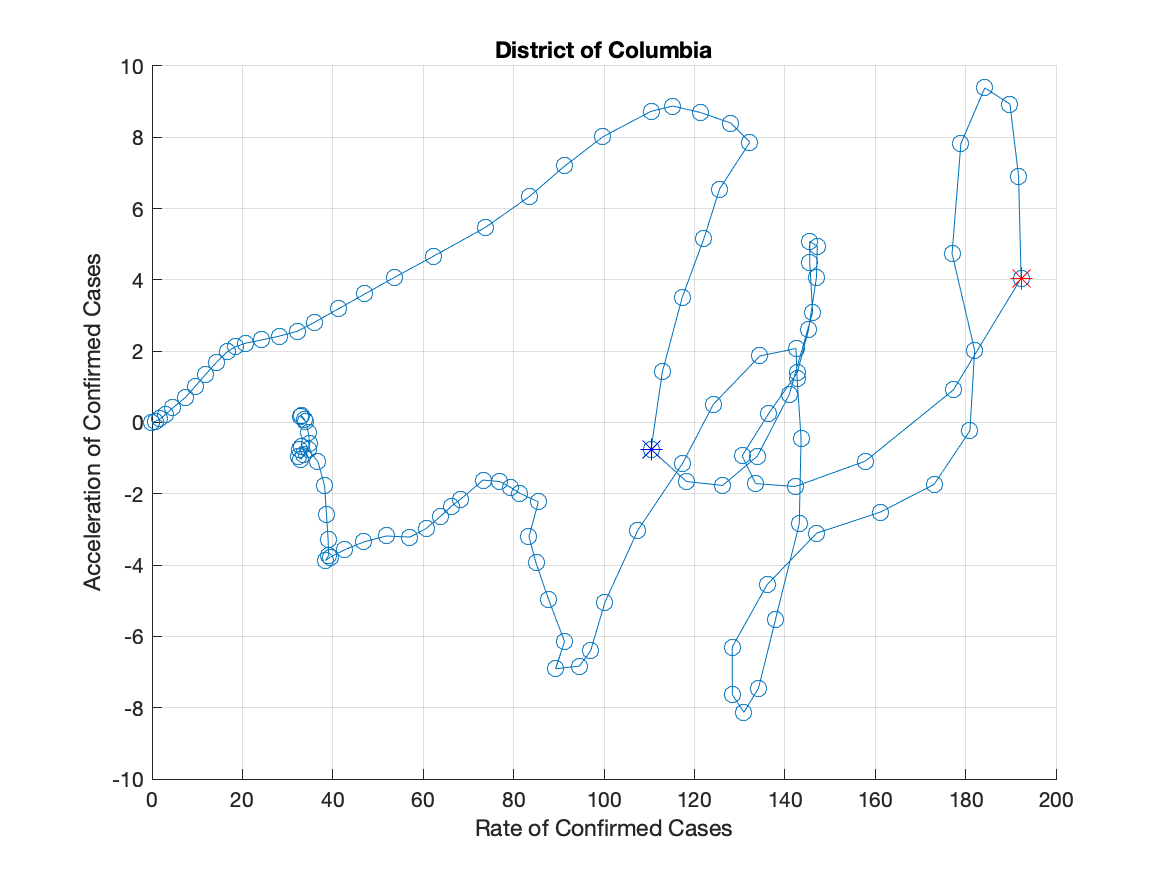 District of Columbia
10
8
6
4
2
0
-2
-4
-6
-8
-10
Acceleration of Confirmed Cases
0 20 40 60 80 100 120 140 160 180 200
Rate of Confirmed Cases